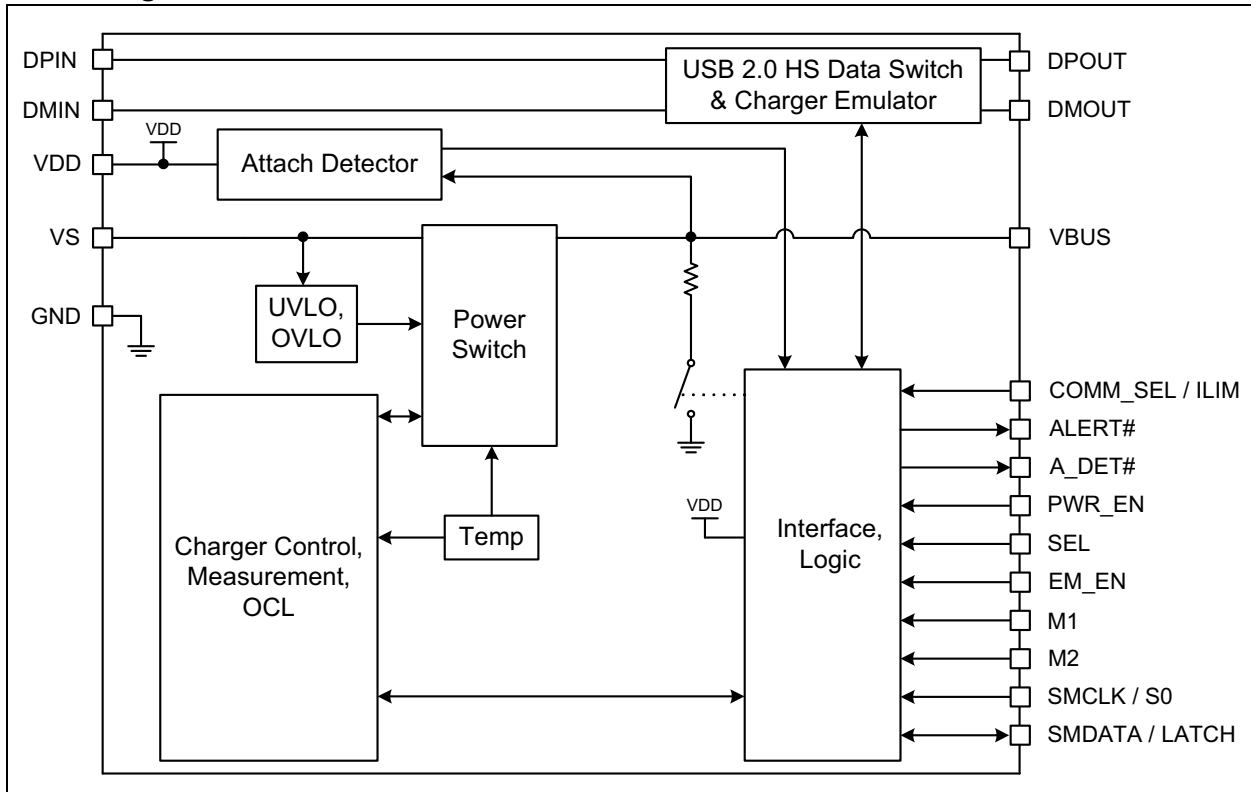 DPIN
DMIN
VDD
VDD
VS
GND
USB 2.0 HS Data Switch
& Charger Emulator
Attach Detector
UVLO,
OVLO
Power
Switch
Charger Control,
Measurement,
OCL
Temp
VDD
Interface,
Logic
DPOUT
DMOUT
VBUS
COMM_SEL / ILIM
ALERT#
A_DET#
PWR_EN
SEL
EM_EN
M1
M2
SMCLK / S0
SMDATA / LATCH